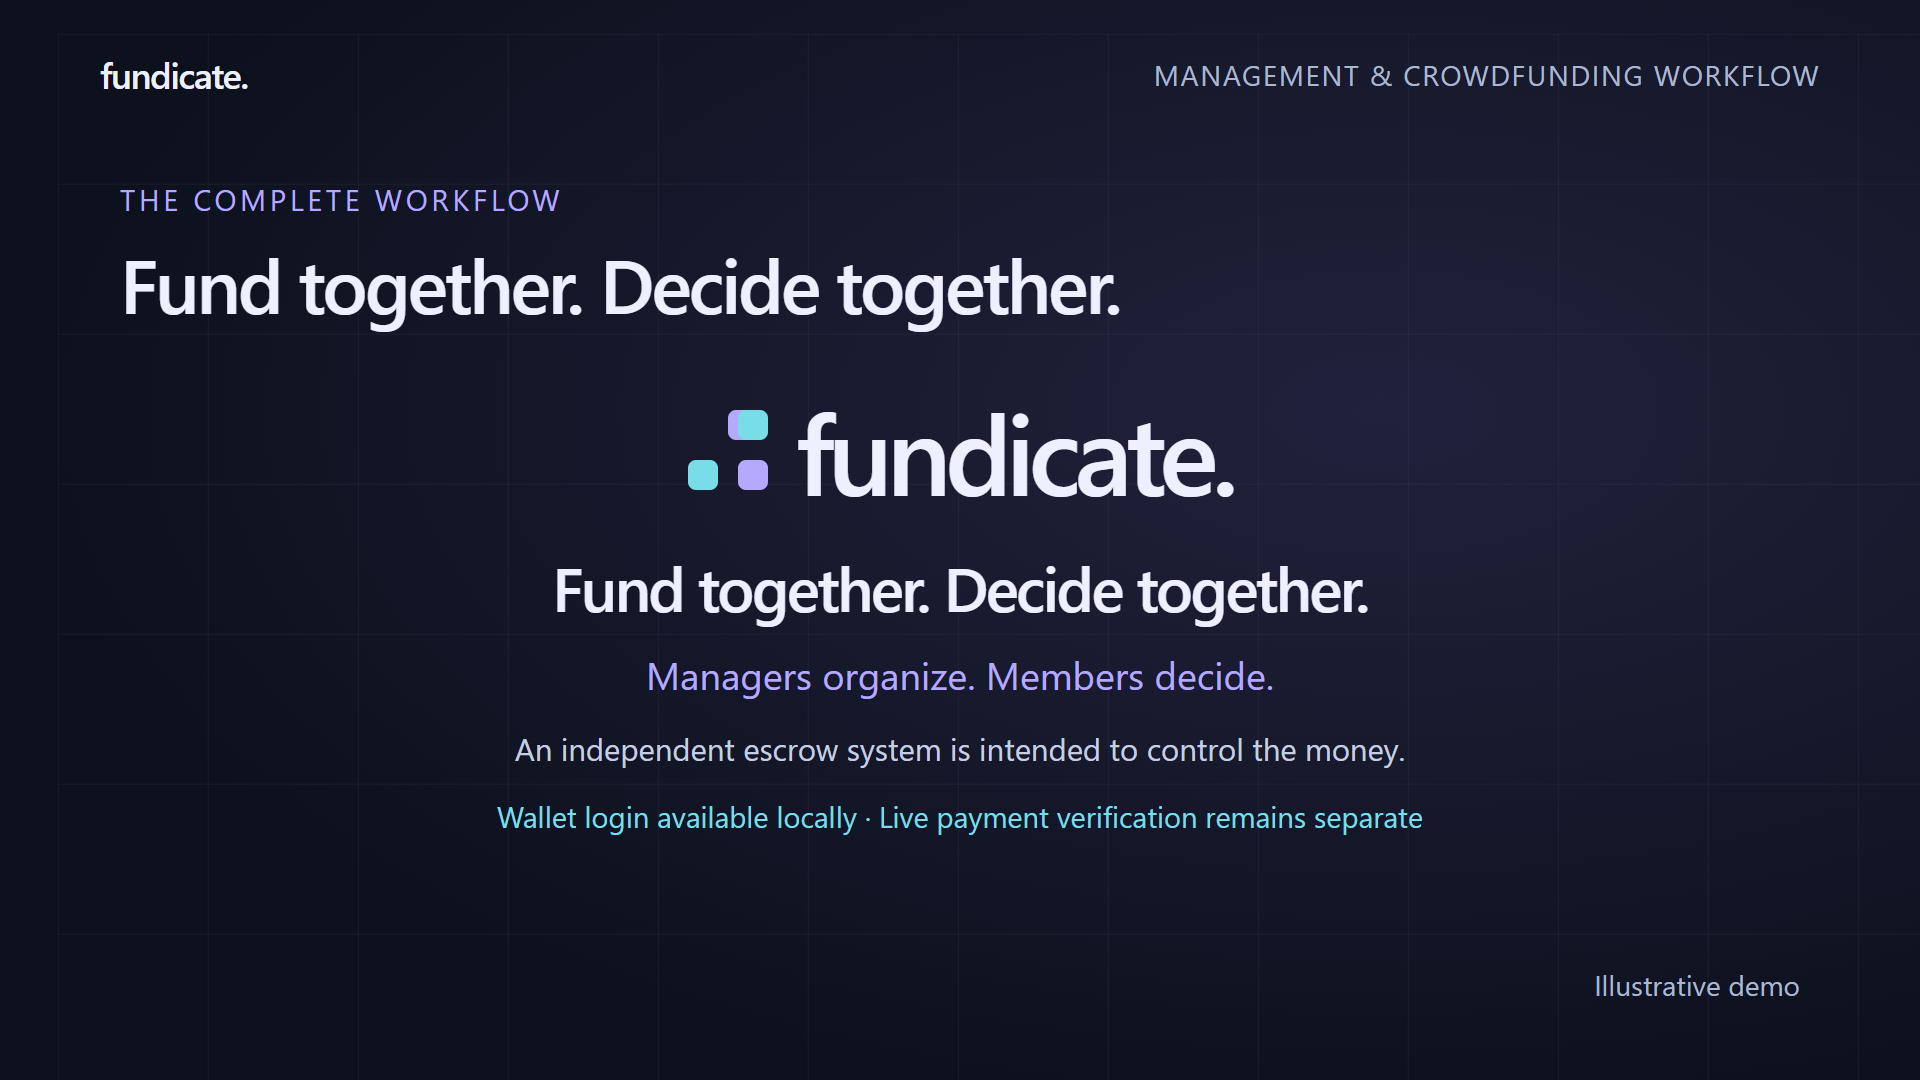 fundicate.
MANAGEMENT & CROWDFUNDING WORKFLOW
THE COMPLETE WORKFLOW
Fund together. Decide together.
fundicate.
Fund together. Decide together.
Managers organize. Members decide.
An independent escrow system is intended to control the money.
Wallet login available locally · Live payment verification remains separate
Illustrative demo